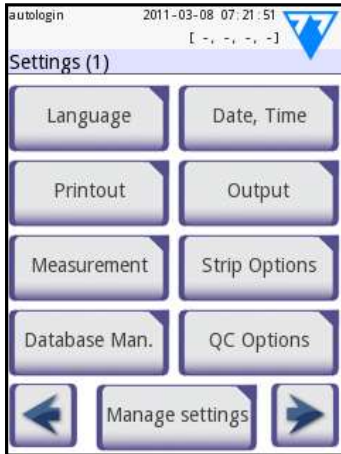 autologin 2011-03-08 07:21:51
[ -, -, -, -]
Settings (1)
Language Date, Time
Printout Output
Measurement Strip Options
Database Man. QC Options
Manage settings